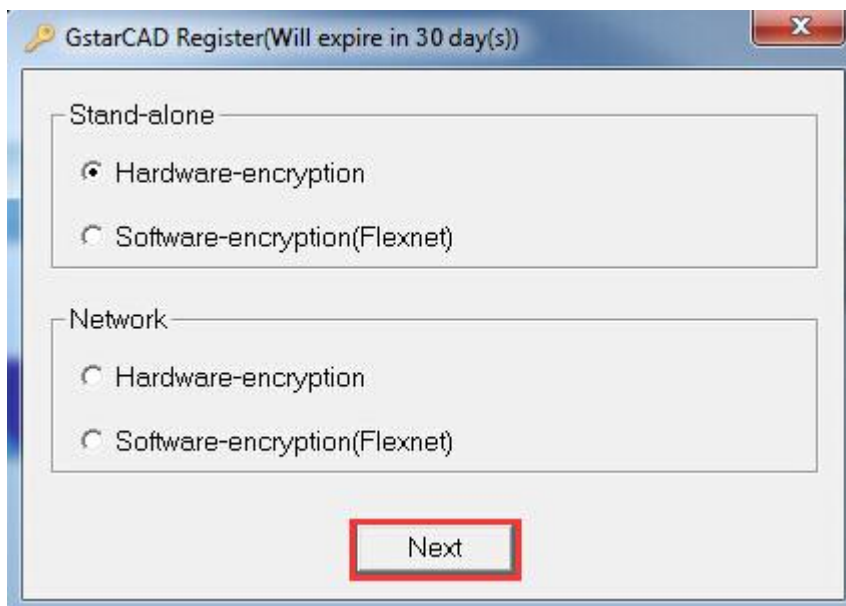 GstarCAD Register(Will expire in 30 day(s))
Stand-alone
Hardware-encryption
Software-encryption(Flexnet)
Network
Hardware-encryption
Software-encryption(Flexnet)
Next